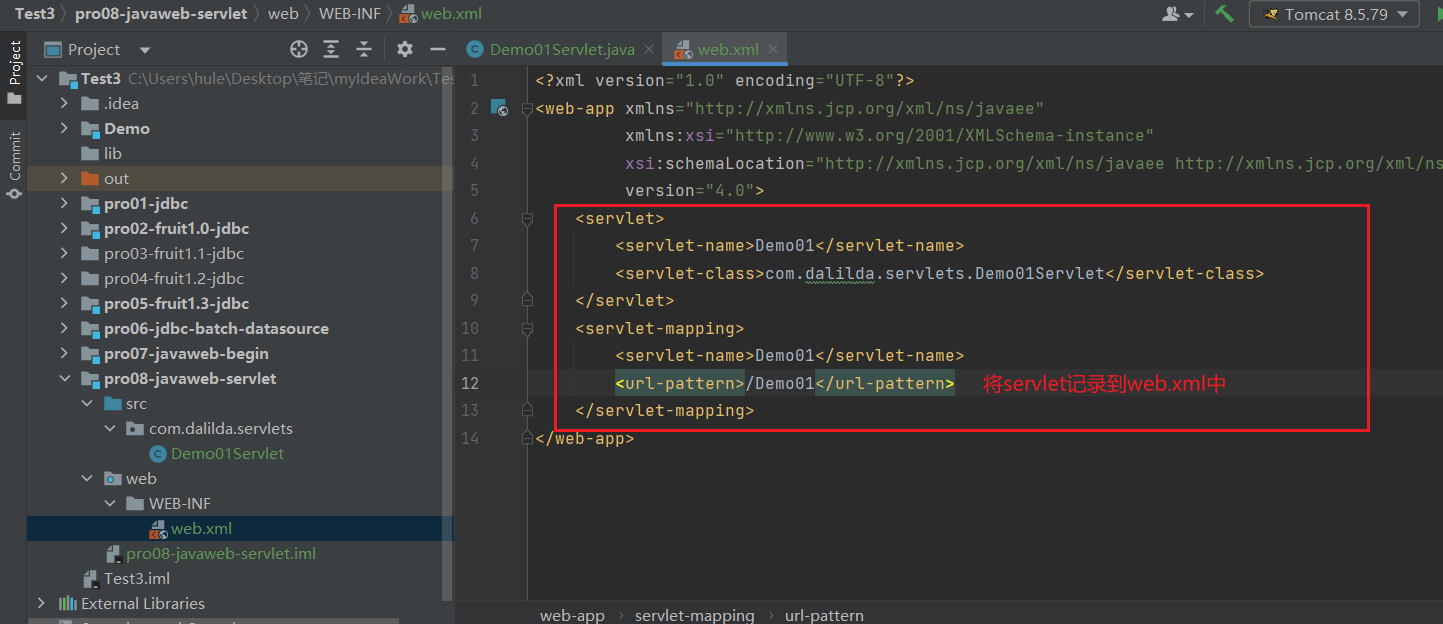 Test3 pro08-javaweb-servlet web WEB-INF web.xml
Tomcat 8.5.79
Project
Commit
Project
Demo01Servlet.java
web.xml
Test3 C:\Users\hule\Desktop\笔记\myIdeaWork\Tes
.idea
Demo
lib
out
pro01-jdbc
pro02-fruit1.0-jdbc
pro03-fruit1.1-jdbc
pro04-fruit1.2-jdbc
pro05-fruit1.3-jdbc
pro06-jdbc-batch-datasource
pro07-javaweb-begin
pro08-javaweb-servlet
src
com.dalilda.servlets
Demo01Servlet
web
WEB-INF
web.xml
pro08-javaweb-servlet.iml
Test3.iml
External Libraries
1 <?xml version="1.0" encoding="UTF-8"?>
2 <web-app xmlns="http://xmlns.jcp.org/xml/ns/javaee"
3 xmlns:xsi="http://www.w3.org/2001/XMLSchema-instance"
4 xsi:schemaLocation="http://xmlns.jcp.org/xml/ns/javaee http://xmlns.jcp.org/xml/ns
5 version="4.0">
6 <servlet>
7 <servlet-name>Demo01</servlet-name>
8 <servlet-class>com.dalilda.servlets.Demo01Servlet</servlet-class>
9 </servlet>
10 <servlet-mapping>
11 <servlet-name>Demo01</servlet-name>
12 <url-pattern>/Demo01</url-pattern> 将servlet记录到web.xml中
13 </servlet-mapping>
14 </web-app>
web-app › servlet-mapping › url-pattern